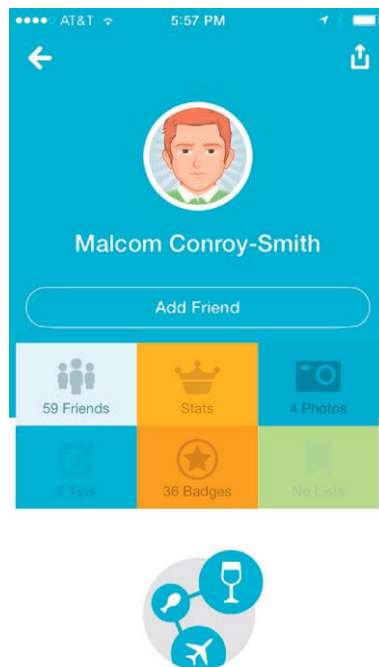 AT&T 5:57 PM
Malcom Conroy-Smith
Add Friend
59 Friends Stats 4 Photos
2 Tips 36 Badges No Lists